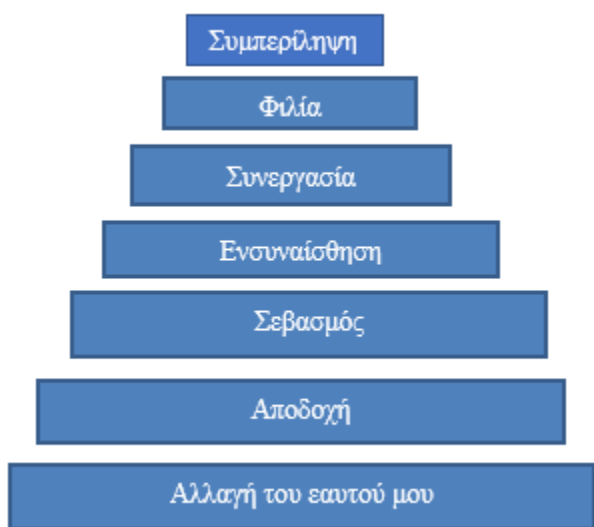 Συμπερίληψη
Φιλία
Συνεργασία
Ενσυναίσθηση
Σεβασμός
Αποδοχή
Αλλαγή του εαυτού μου